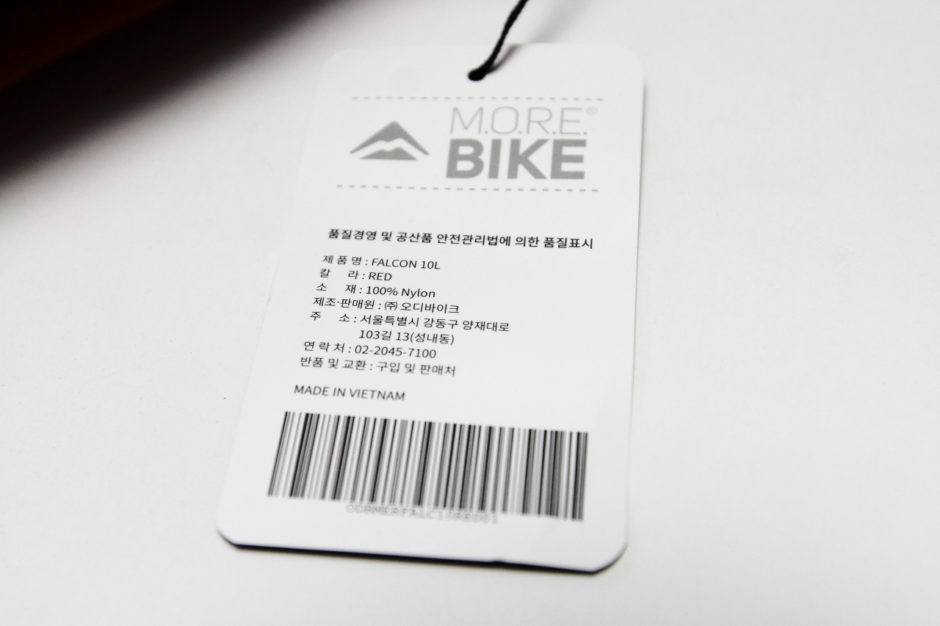 M.O.R.E.®
BIKE
품질경영 및 공산품 안전관리법에 의한 품질표시
제 품 명 : FALCON 10L
칼 라 : RED
소 재 : 100% Nylon
제조·판매원 : ㈜ 오디바이크
주 소 : 서울특별시 강동구 양재대로
103길 13(성내동)
연 락 처 : 02-2045-7100
반품 및 교환 : 구입 및 판매처
MADE IN VIETNAM